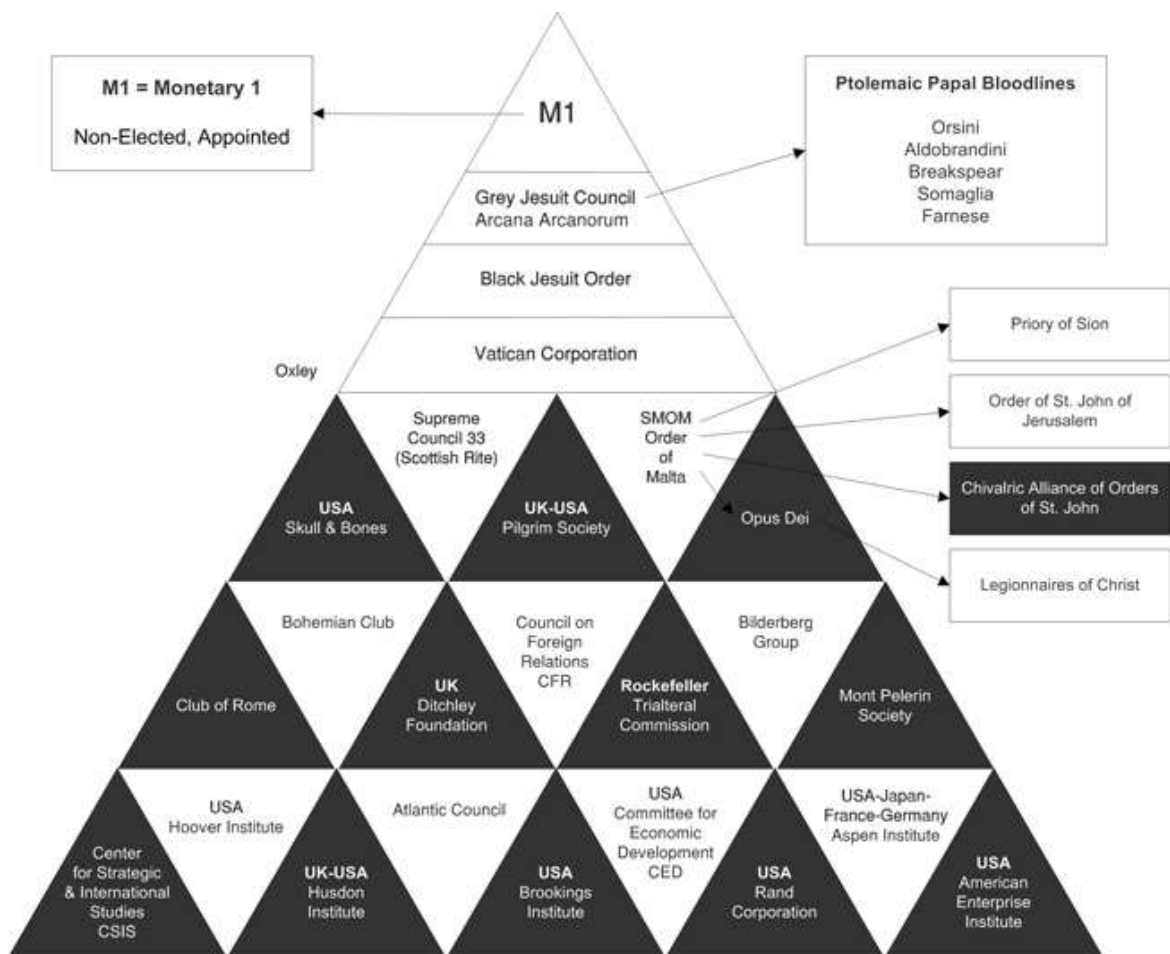 M1 = Monetary 1
Non-Elected, Appointed
M1
Ptolemaic Papal Bloodlines
Orsini
Aldobrandini
Breakspear
Somaglia
Farnese
Grey Jesuit Council
Arcana Arcanorum
Black Jesuit Order
Vatican Corporation
Oxley
Priory of Sion
Order of St. John of
Jerusalem
Chivalric Alliance of Orders
of St. John
Legionnaires of Christ
USA
Skull & Bones
Supreme
Council 33
(Scottish Rite)
UK-USA
Pilgrim Society
SMOM
Order
of
Malta
Opus Dei
Club of Rome
Bohemian Club
UK
Ditchley
Foundation
Council on
Foreign
Relations
CFR
Rockefeller
Trialteral
Commission
Bilderberg
Group
Mont Pelerin
Society
Center
for Strategic
& International
Studies
CSIS
USA
Hoover Institute
UK-USA
Husdon
Institute
Atlantic Council
USA
Brookings
Institute
USA
Committee for
Economic
Development
CED
USA
Rand
Corporation
USA-Japan-
France-Germany
Aspen Institute
USA
American
Enterprise
Institute